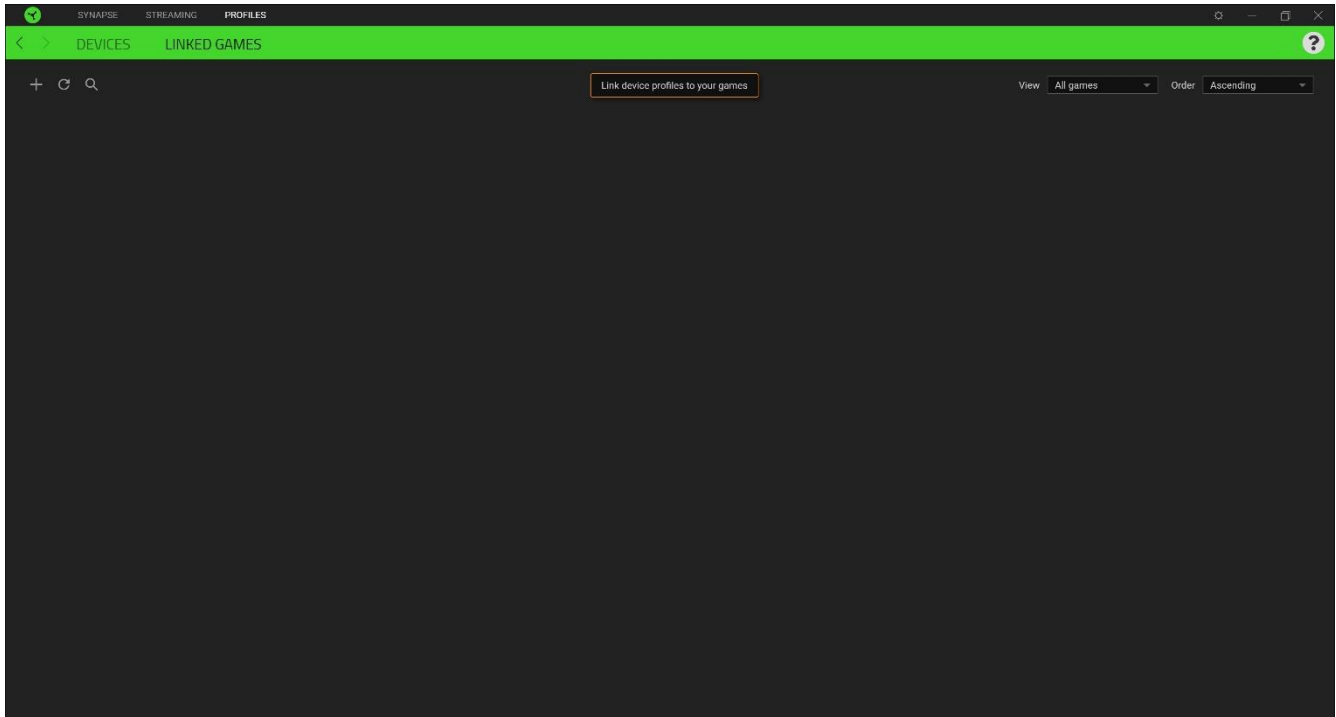 SYNAPSE STREAMING PROFILES
DEVICES LINKED GAMES ?
Link device profiles to your games View All games Order Ascending